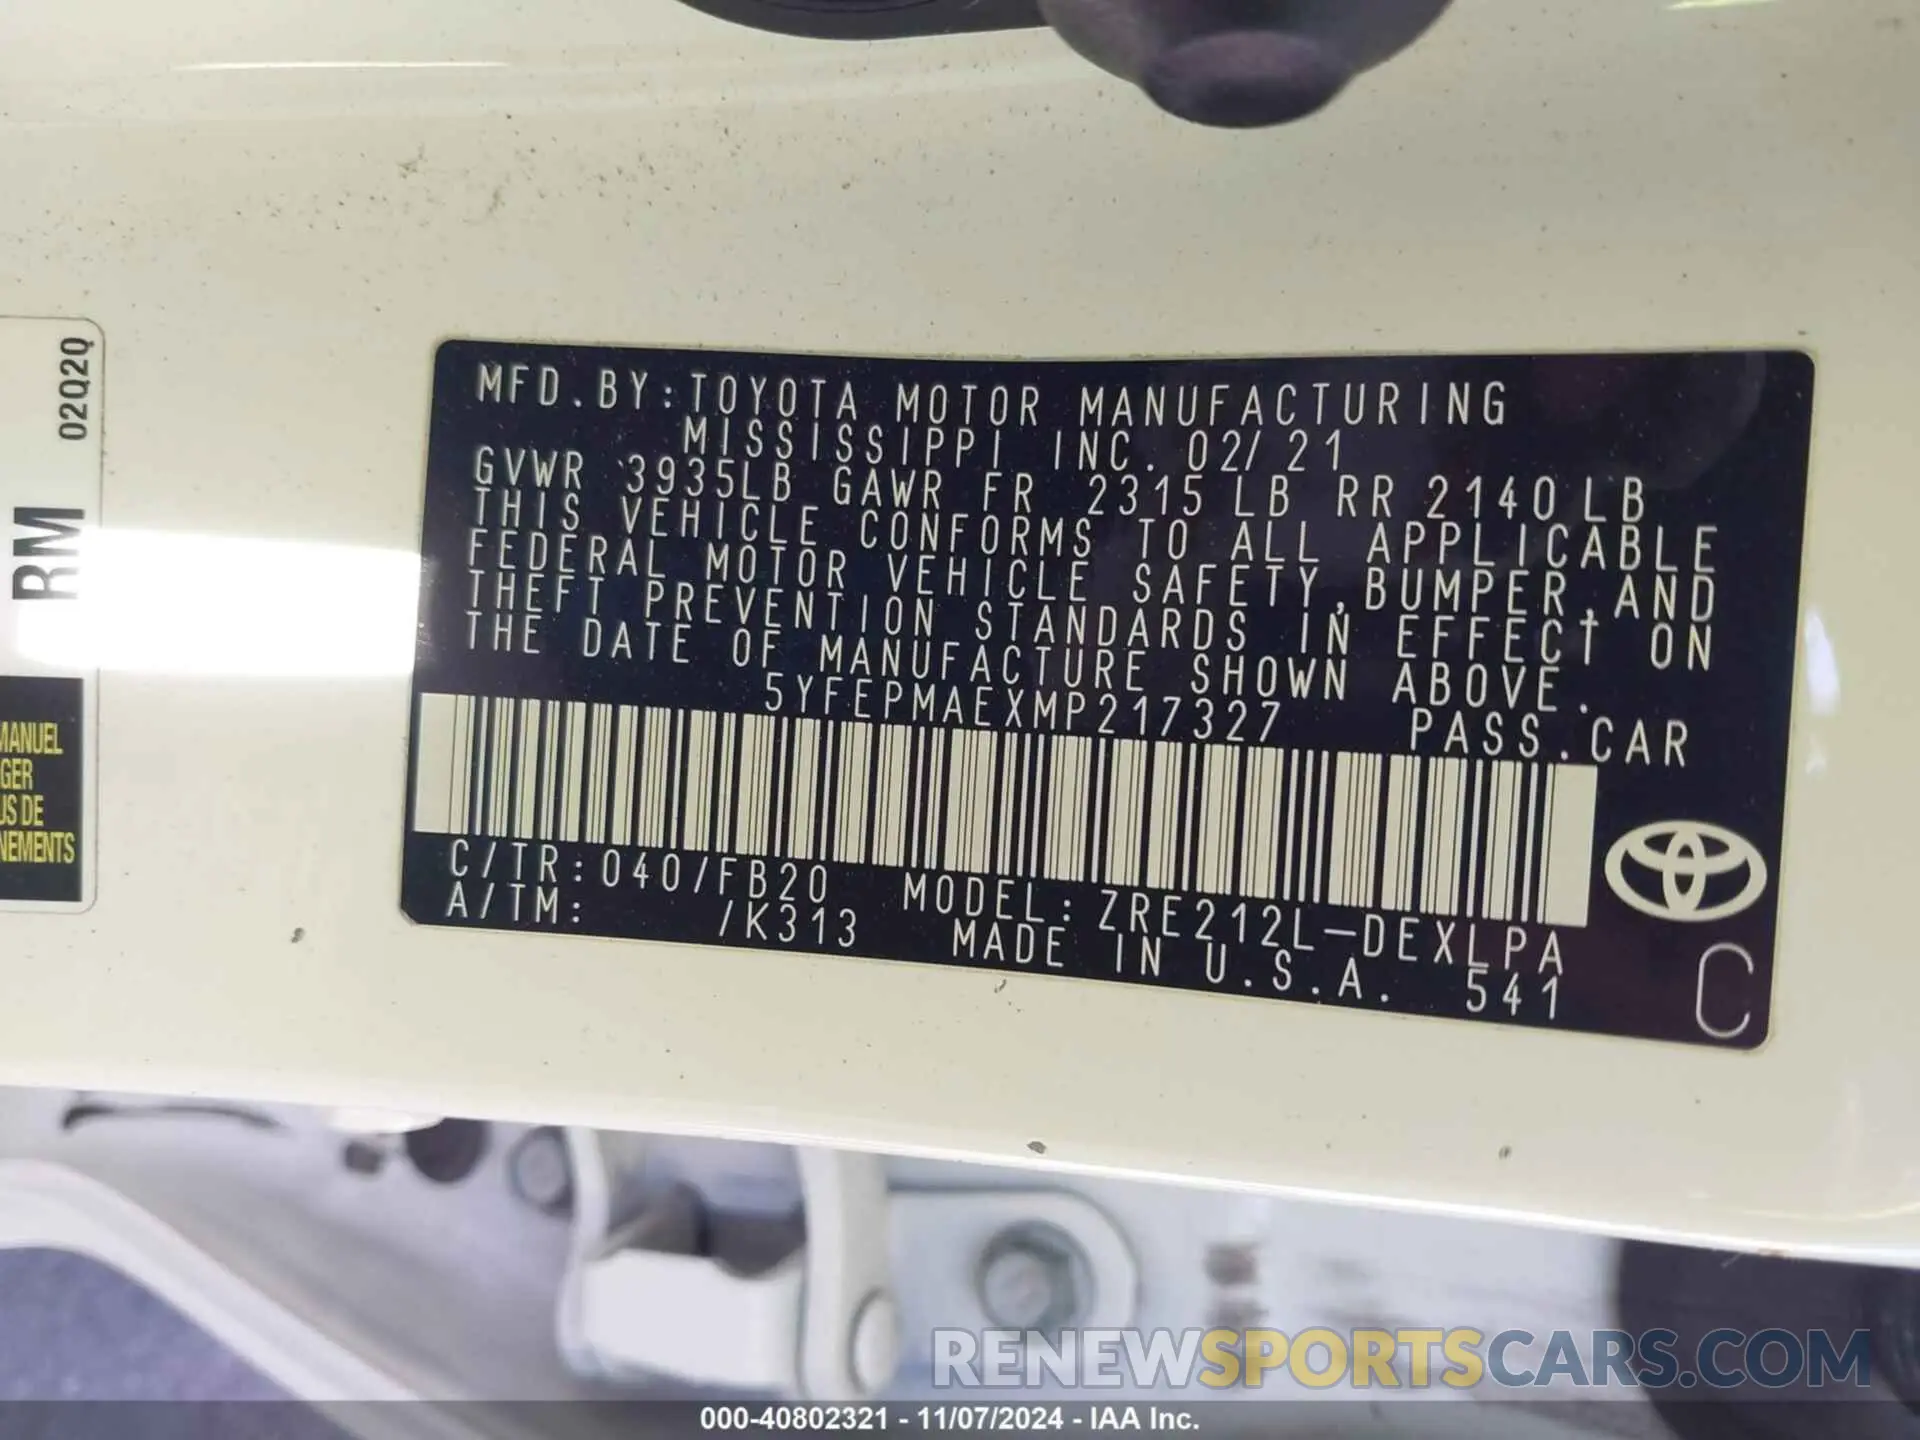 02Q20
RM
MANUEL
GER
US DE
NEMENTS
MFD.BY:TOYOTA MOTOR MANUFACTURING
MISSISSIPPI INC. 02/21
GVWR 3935LB GAWR FR 2315LB RR 2140LB
THIS VEHICLE CONFORMS TO ALL APPLICABLE
FEDERAL MOTOR VEHICLE SAFETY,BUMPER,AND
THEFT PREVENTION STANDARDS IN EFFECT ON
THE DATE OF MANUFACTURE SHOWN ABOVE.
5YFEPMAEXMP217327 PASS.CAR
C/TR:040/FB20 MODEL:ZRE212L-DEXLPA
A/TM: /K313 MADE IN U.S.A. 541
C
RENEWSPORTSCARS.COM
000-40802321 - 11/07/2024 - IAA Inc.